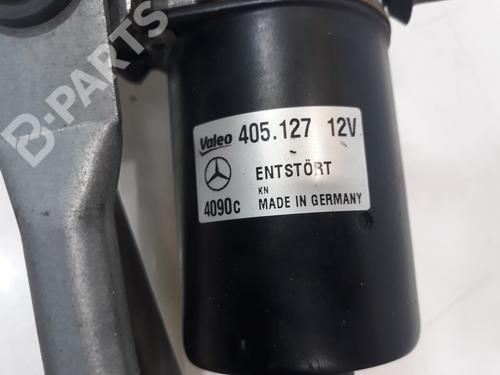 B-PARTS
Valeo 405.127 12V
ENTSTÖRT
KN
4090c MADE IN GERMANY